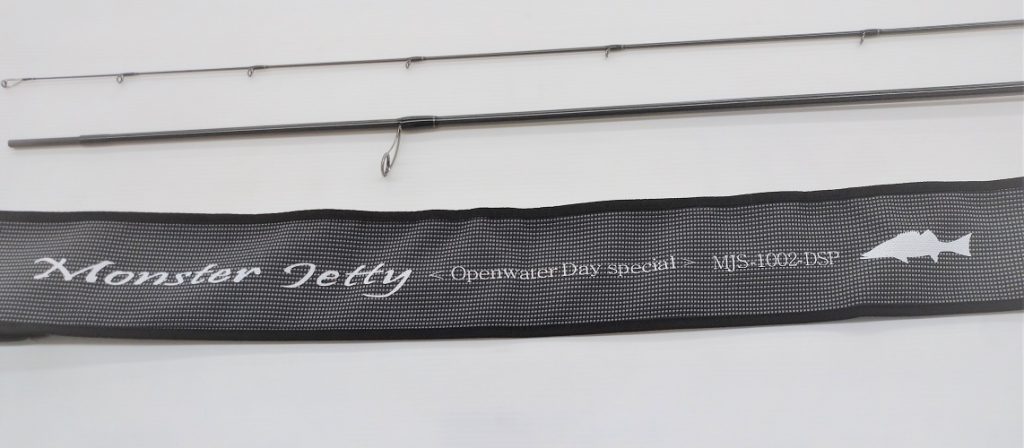 Monster Jetty < Openwater Day special > MJS-1002-DSP